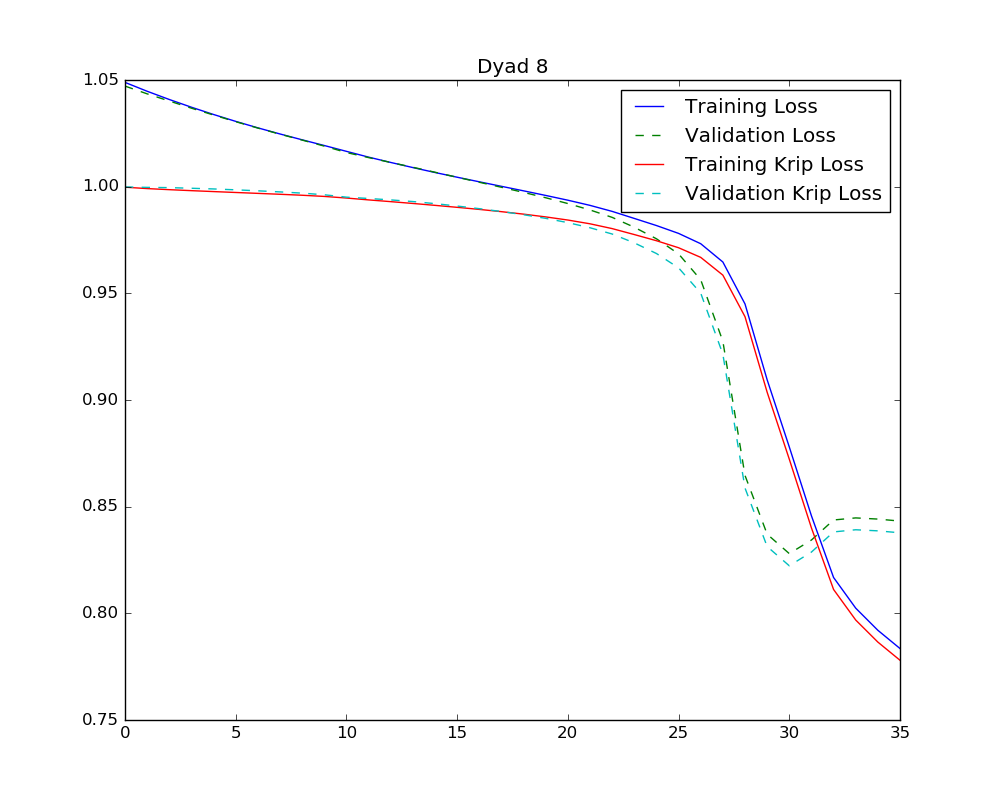 Dyad 8
1.05
1.00
0.95
0.90
0.85
0.80
0.75
0 5 10 15 20 25 30 35
Training Loss
Validation Loss
Training Krip Loss
Validation Krip Loss